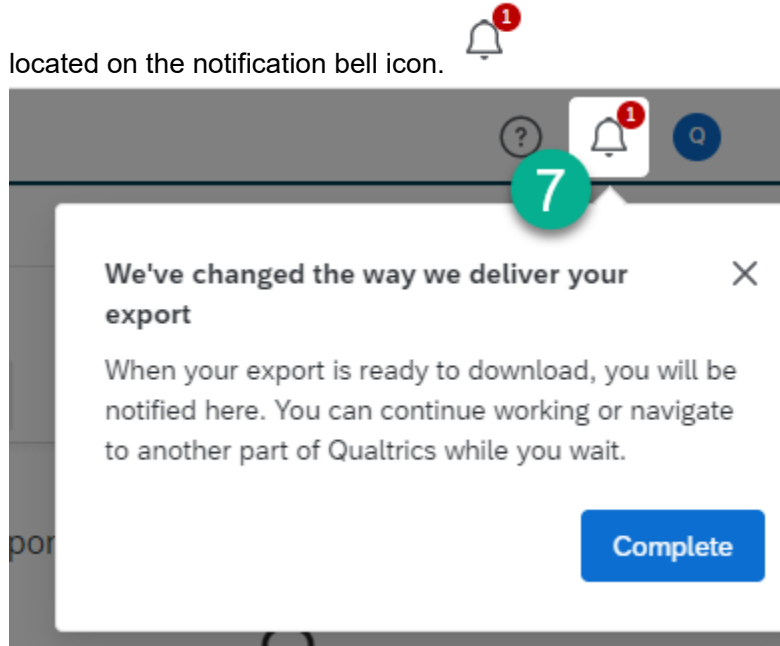 1
located on the notification bell icon.
? 1 Q
7
We've changed the way we deliver your
export
When your export is ready to download, you will be
notified here. You can continue working or navigate
to another part of Qualtrics while you wait.
por
Complete